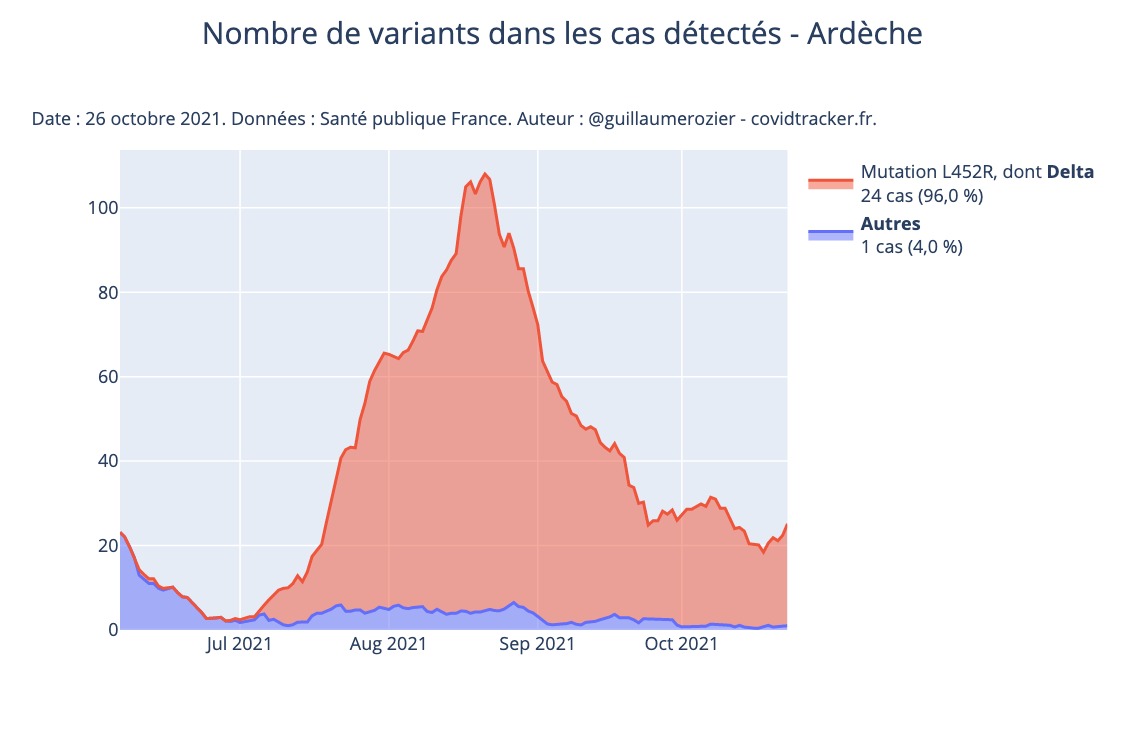 Nombre de variants dans les cas détectés - Ardèche
Date : 26 octobre 2021. Données : Santé publique France. Auteur : @guillaumerozier - covidtracker.fr.
Mutation L452R, dont Delta
24 cas (96,0 %)
Autres
1 cas (4,0 %)
100
80
60
40
20
0
Jul 2021
Aug 2021
Sep 2021
Oct 2021